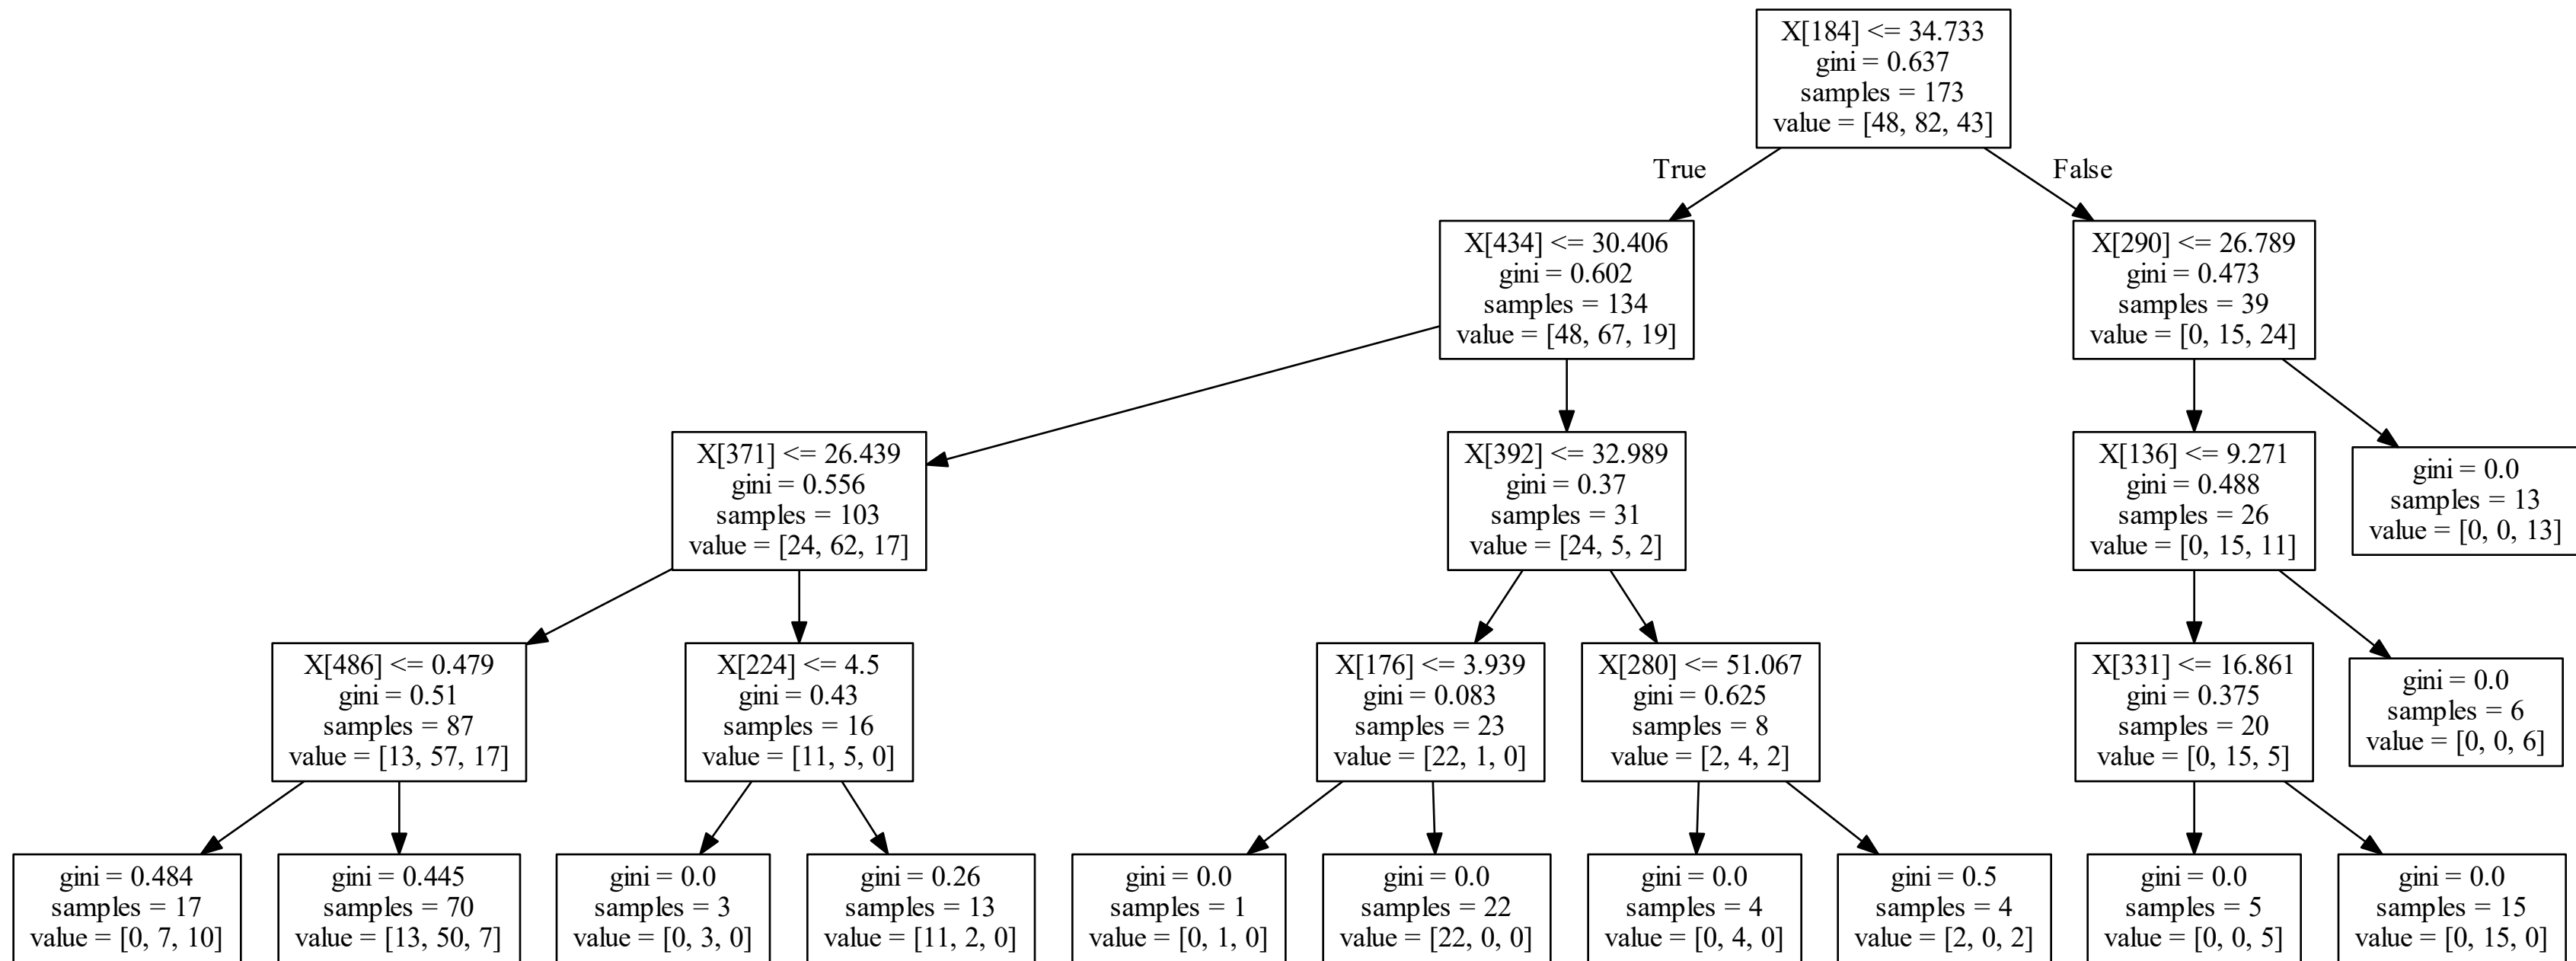 X[184] <= 34.733
gini = 0.637
samples = 173
value = [48, 82, 43]
True
False
X[434] <= 30.406
gini = 0.602
samples = 134
value = [48, 67, 19]
X[290] <= 26.789
gini = 0.473
samples = 39
value = [0, 15, 24]
X[371] <= 26.439
gini = 0.556
samples = 103
value = [24, 62, 17]
X[392] <= 32.989
gini = 0.37
samples = 31
value = [24, 5, 2]
X[136] <= 9.271
gini = 0.488
samples = 26
value = [0, 15, 11]
gini = 0.0
samples = 13
value = [0, 0, 13]
X[486] <= 0.479
gini = 0.51
samples = 87
value = [13, 57, 17]
X[224] <= 4.5
gini = 0.43
samples = 16
value = [11, 5, 0]
X[176] <= 3.939
gini = 0.083
samples = 23
value = [22, 1, 0]
X[280] <= 51.067
gini = 0.625
samples = 8
value = [2, 4, 2]
X[331] <= 16.861
gini = 0.375
samples = 20
value = [0, 15, 5]
gini = 0.0
samples = 6
value = [0, 0, 6]
gini = 0.484
samples = 17
value = [0, 7, 10]
gini = 0.445
samples = 70
value = [13, 50, 7]
gini = 0.0
samples = 3
value = [0, 3, 0]
gini = 0.26
samples = 13
value = [11, 2, 0]
gini = 0.0
samples = 1
value = [0, 1, 0]
gini = 0.0
samples = 22
value = [22, 0, 0]
gini = 0.0
samples = 4
value = [0, 4, 0]
gini = 0.5
samples = 4
value = [2, 0, 2]
gini = 0.0
samples = 5
value = [0, 0, 5]
gini = 0.0
samples = 15
value = [0, 15, 0]